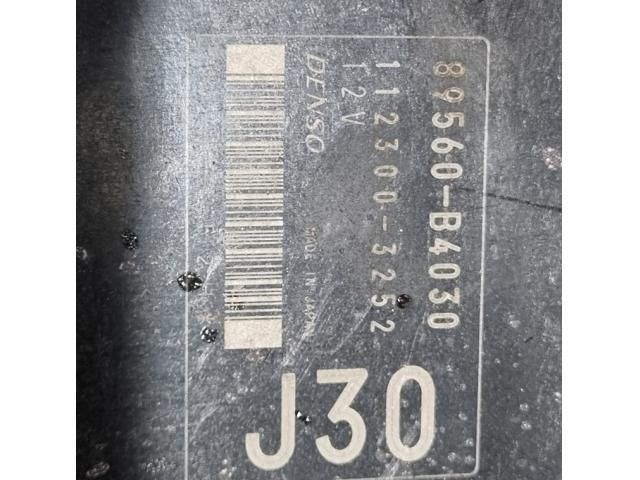 89560-B4030
112300-3252
12V
DENSO
MADE IN JAPAN
J30